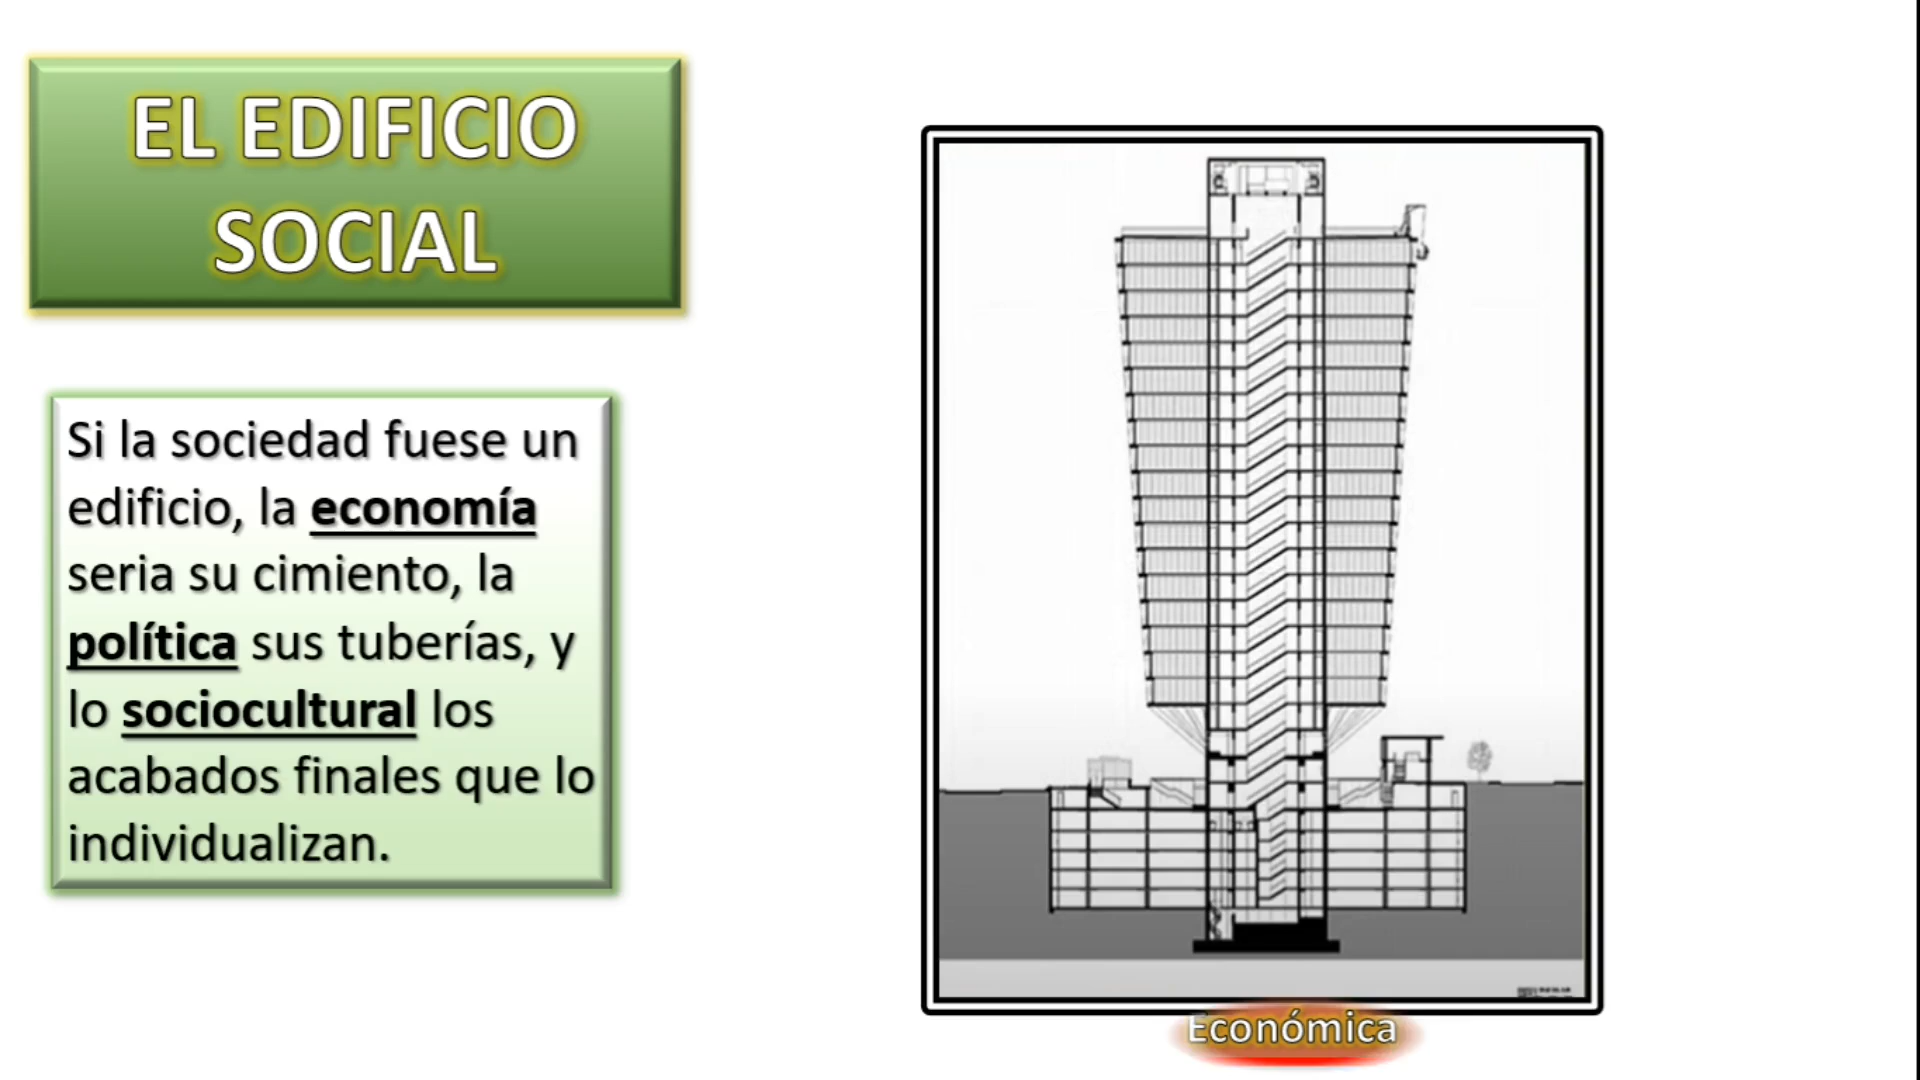 EL EDIFICIO
SOCIAL
Si la sociedad fuese un
edificio, la economía
seria su cimiento, la
política sus tuberías, y
lo sociocultural los
acabados finales que lo
individualizan.
Económica